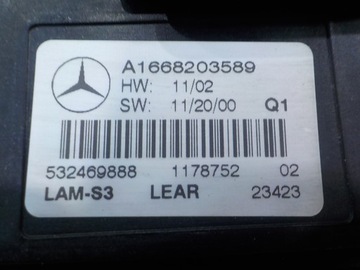 A1668203589
HW: 11/02
SW: 11/20/00 Q1
532469888 1178752 02
LAM-S3 LEAR 23423